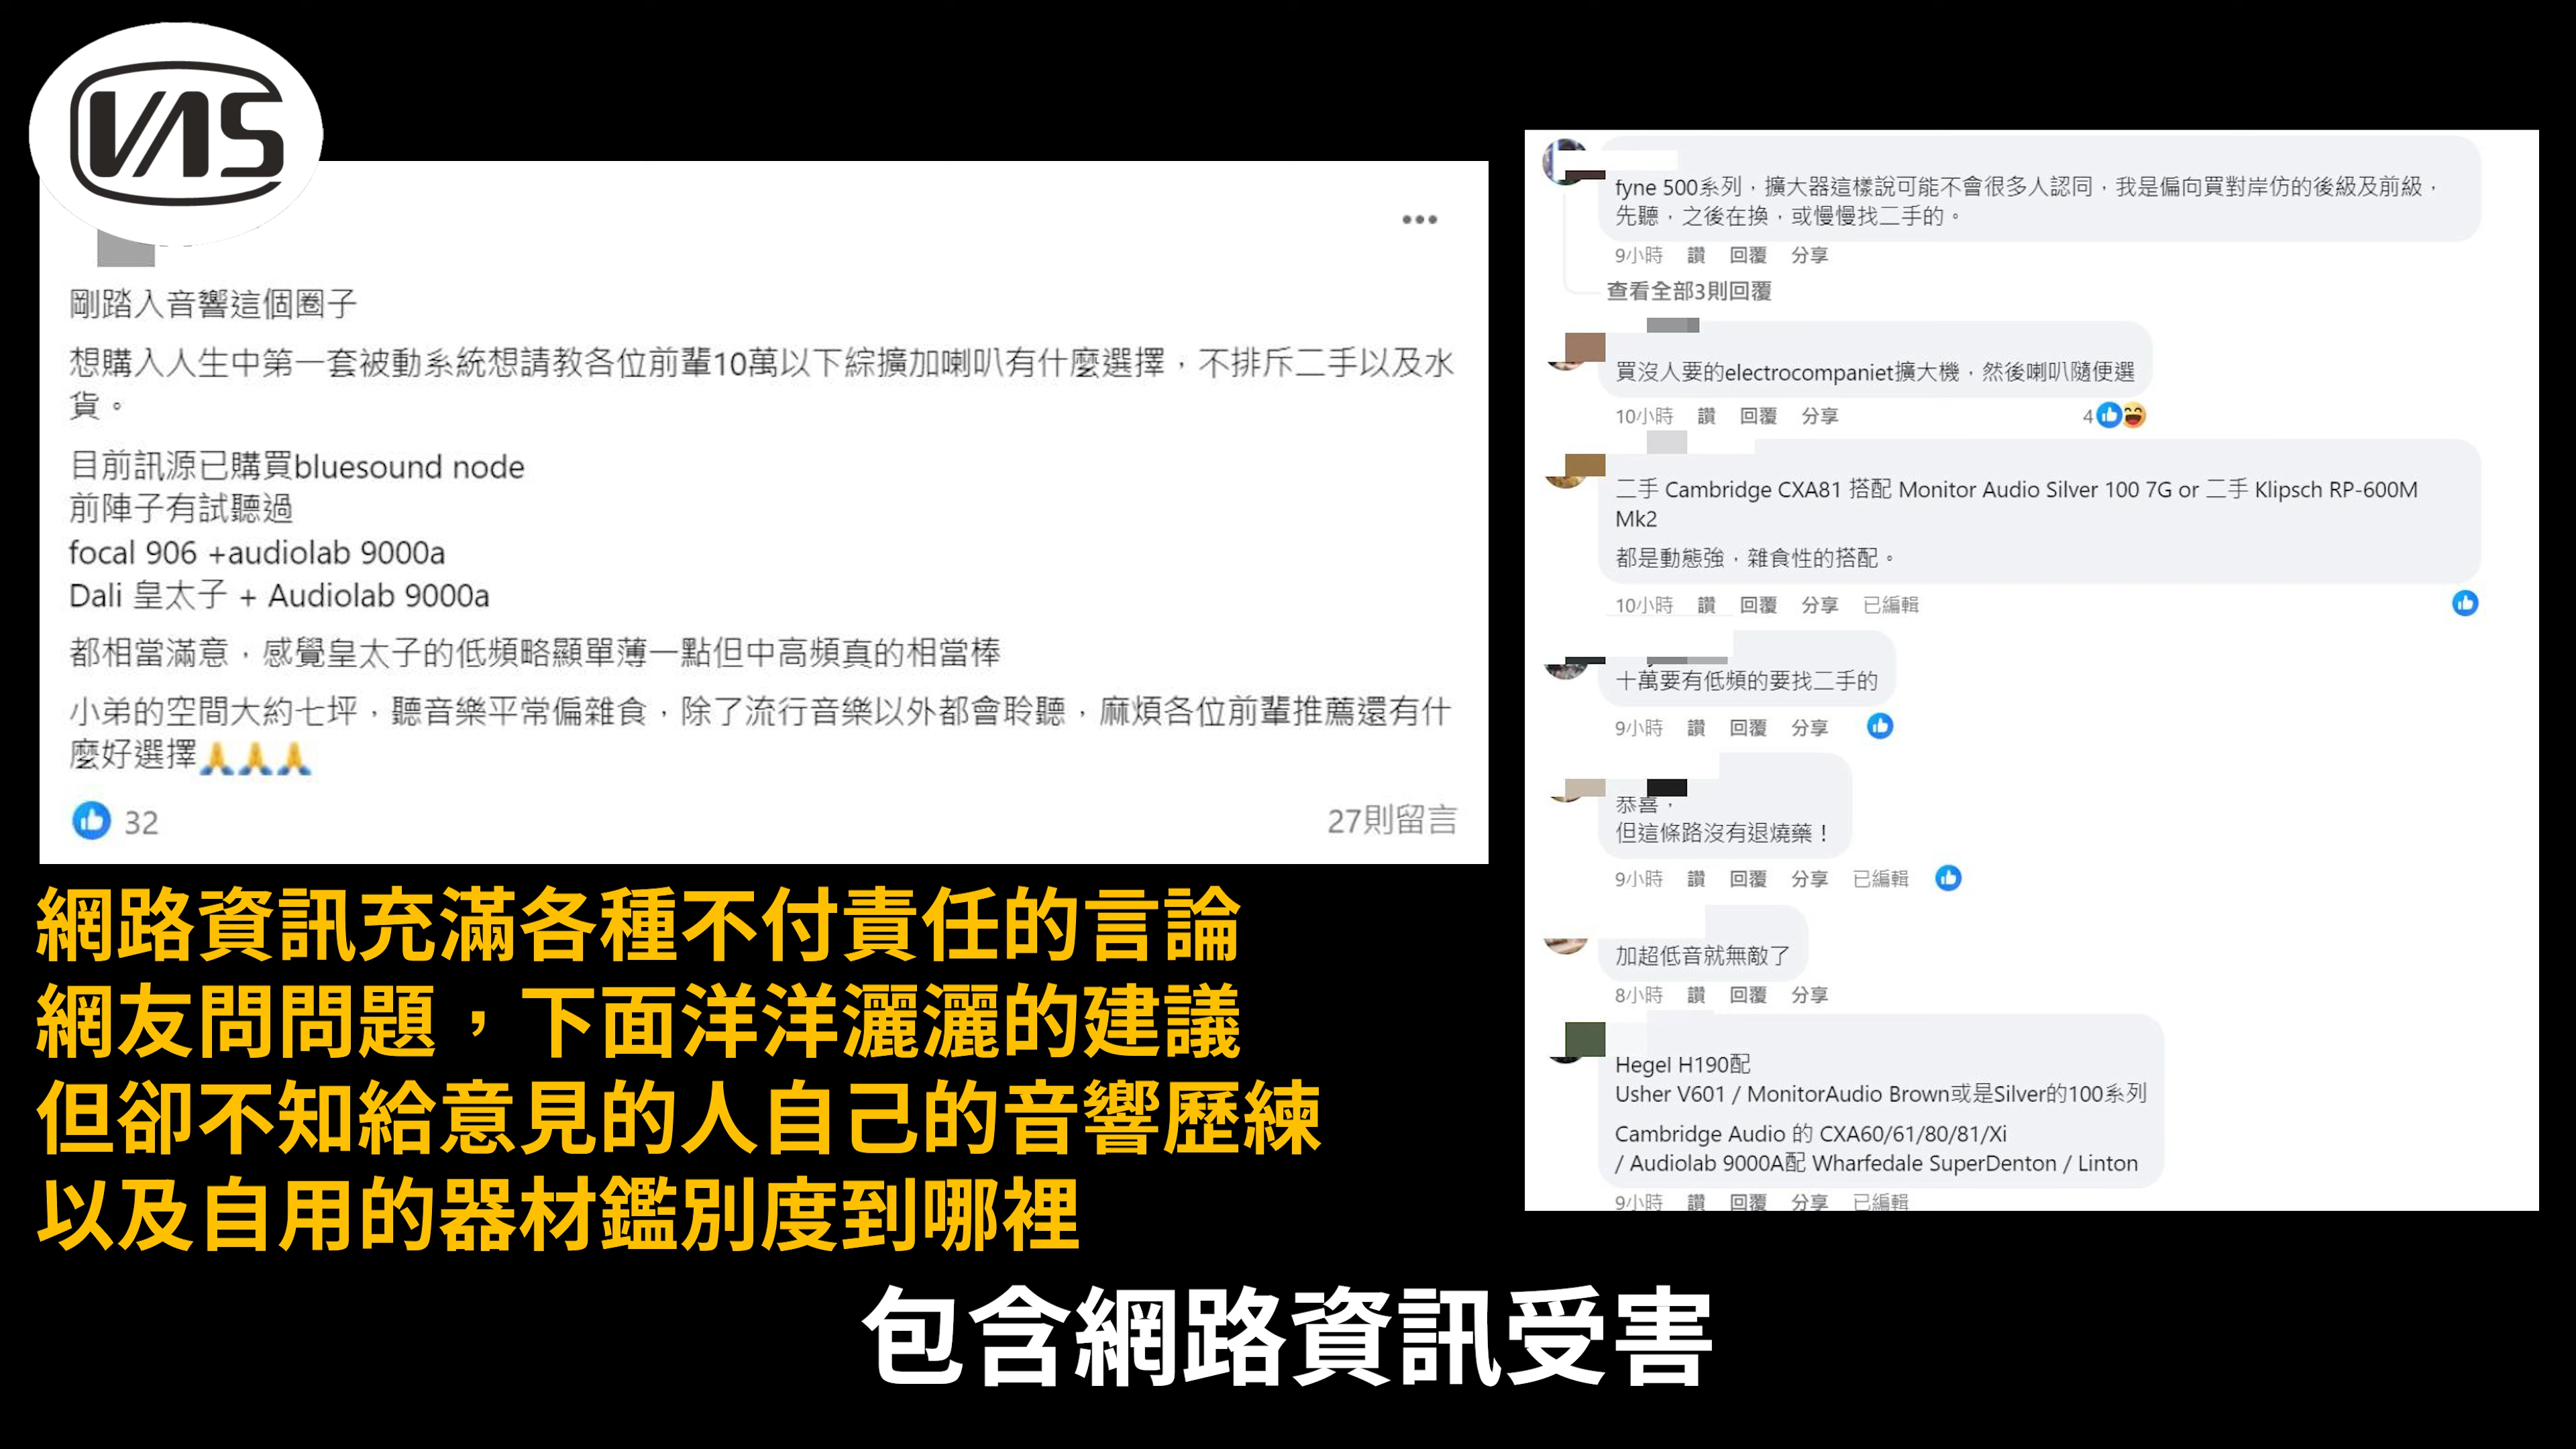 VAS
剛踏入音響這個圈子
想購入人生中第一套被動系統想請教各位前輩10萬以下綜擴加喇叭有什麼選擇，不排斥二手以及水
貨。
目前訊源已購買bluesound node
前陣子有試聽過
focal 906 +audiolab 9000a
Dali 皇太子 + Audiolab 9000a
都相當滿意，感覺皇太子的低頻略顯單薄一點但中高頻真的相當棒
小弟的空間大約七坪，聽音樂平常偏雜食，除了流行音樂以外都會聆聽，麻煩各位前輩推薦還有什
麼好選擇🙏🙏🙏
32
27則留言
fyne 500系列，擴大器這樣說可能不會很多人認同，我是偏向買對岸仿的後級及前級，
先聽，之後在換，或慢慢找二手的。
9小時 讚 回覆 分享
查看全部3則回覆
買沒人要的electrocompaniet擴大機，然後喇叭隨便選
10小時 讚 回覆 分享 4
二手 Cambridge CXA81 搭配 Monitor Audio Silver 100 7G or 二手 Klipsch RP-600M
Mk2
都是動態強，雜食性的搭配。
10小時 讚 回覆 分享 已編輯
十萬要有低頻的要找二手的
9小時 讚 回覆 分享
恭喜，
但這條路沒有退燒藥！
9小時 讚 回覆 分享 已編輯
加超低音就無敵了
8小時 讚 回覆 分享
Hegel H190配
Usher V601 / MonitorAudio Brown或是Silver的100系列
Cambridge Audio 的 CXA60/61/80/81/Xi
/ Audiolab 9000A配 Wharfedale SuperDenton / Linton
9小時 讚 回覆 分享 已編輯
網路資訊充滿各種不付責任的言論
網友問問題，下面洋洋灑灑的建議
但卻不知給意見的人自己的音響歷練
以及自用的器材鑑別度到哪裡
包含網路資訊受害